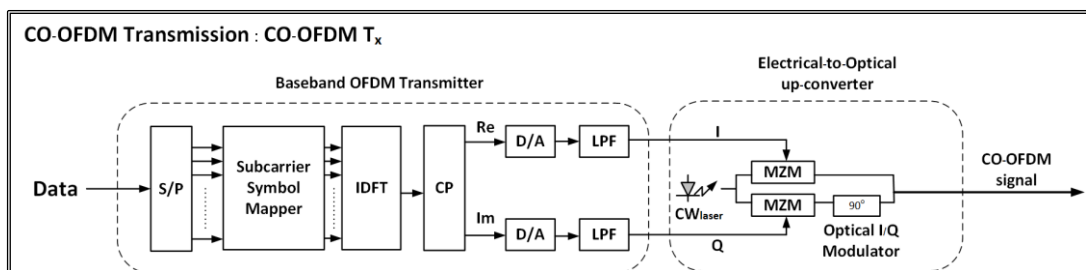 CO-OFDM Transmission : CO-OFDM Tx
Baseband OFDM Transmitter
Electrical-to-Optical
up-converter
Data
S/P
Subcarrier
Symbol
Mapper
IDFT
CP
Re
D/A
LPF
I
Im
D/A
LPF
Q
CWlaser
MZM
MZM
90°
Optical I/Q
Modulator
CO-OFDM
signal